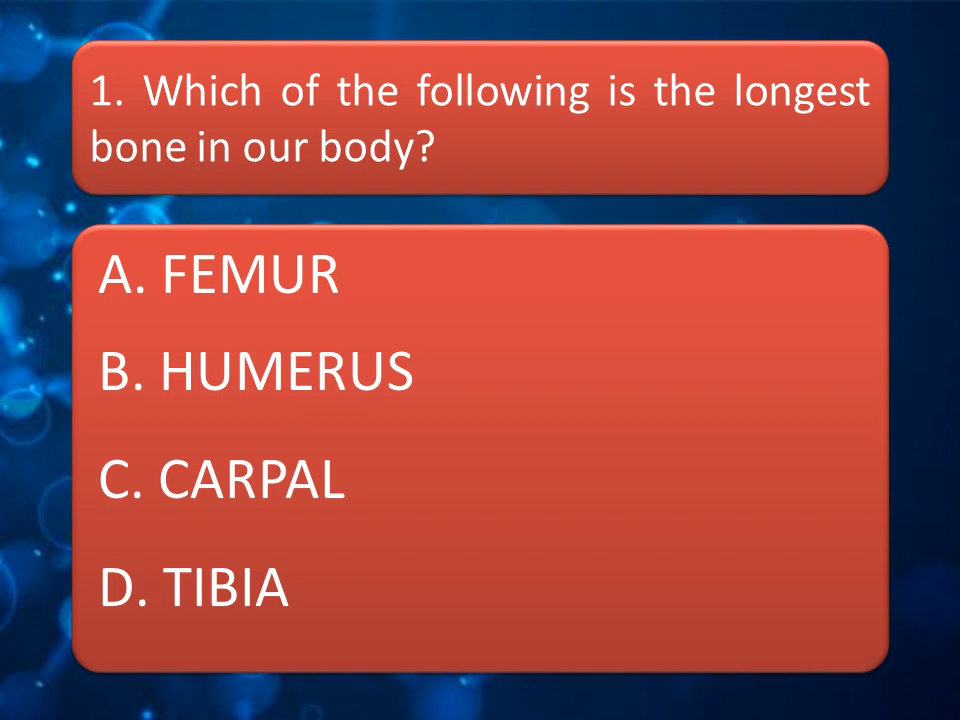 1. Which of the following is the longest
bone in our body?
A. FEMUR
B. HUMERUS
C. CARPAL
D. TIBIA